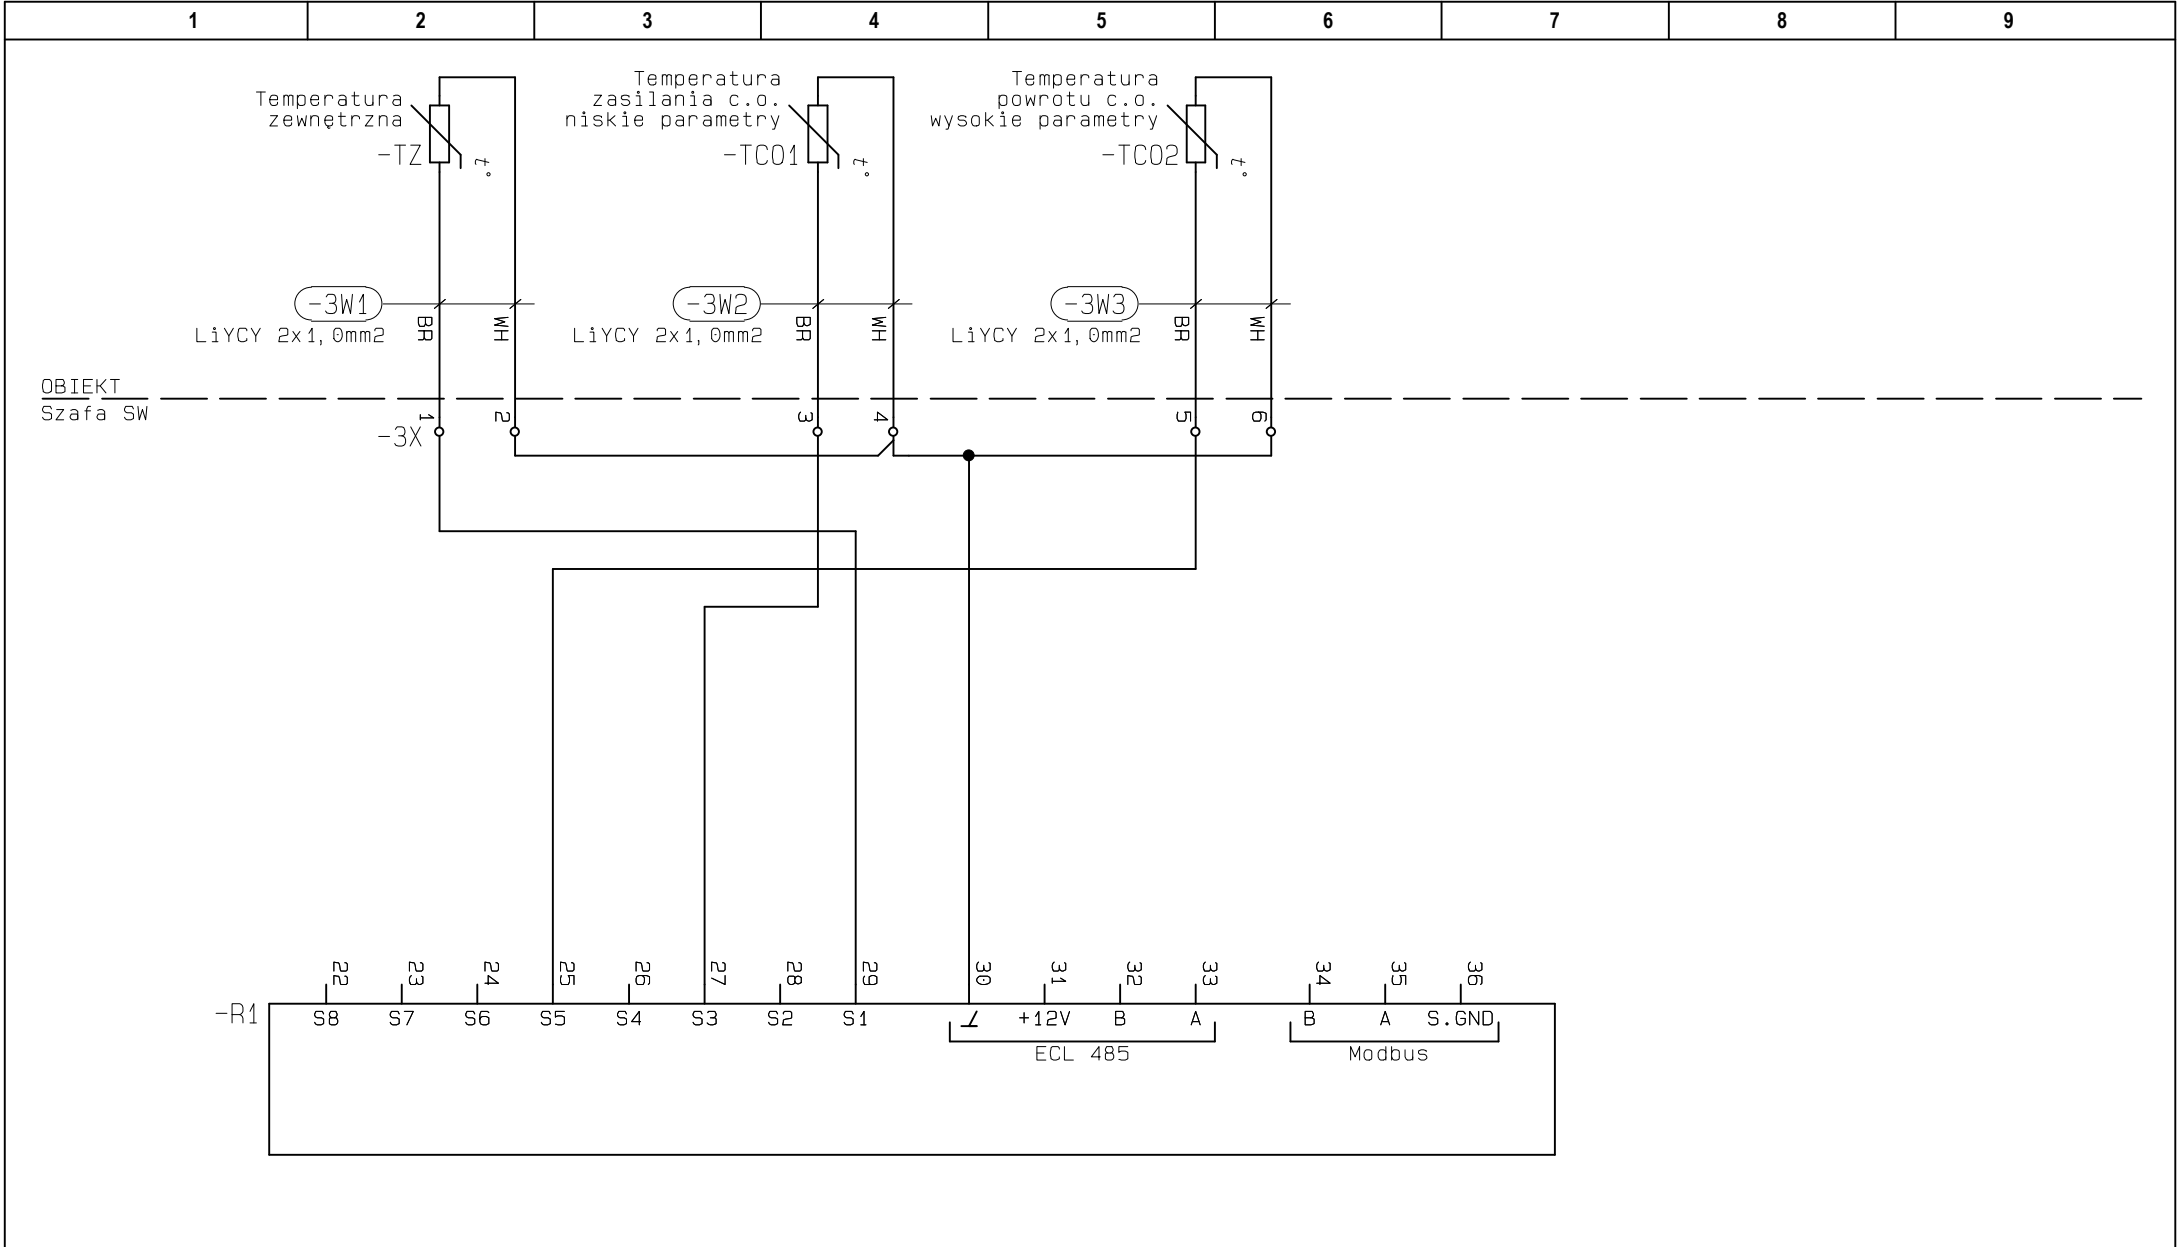 1 2 3 4 5 6 7 8 9
Temperatura
zewnętrzna
-TZ
t°
Temperatura
zasilania c.o.
niskie parametry
-TCO1
t°
Temperatura
powrotu c.o.
wysokie parametry
-TCO2
t°
-3W1
LiYCY 2x1,0mm2
BR
WH
-3W2
LiYCY 2x1,0mm2
BR
WH
-3W3
LiYCY 2x1,0mm2
BR
WH
OBIEKT
Szafa SW
-3X
1 2 3 4 5 6
22 23 24 25 26 27 28 29 30 31 32 33 34 35 36
-R1
S8 S7 S6 S5 S4 S3 S2 S1 +12V B A B A S.GND
ECL 485 Modbus